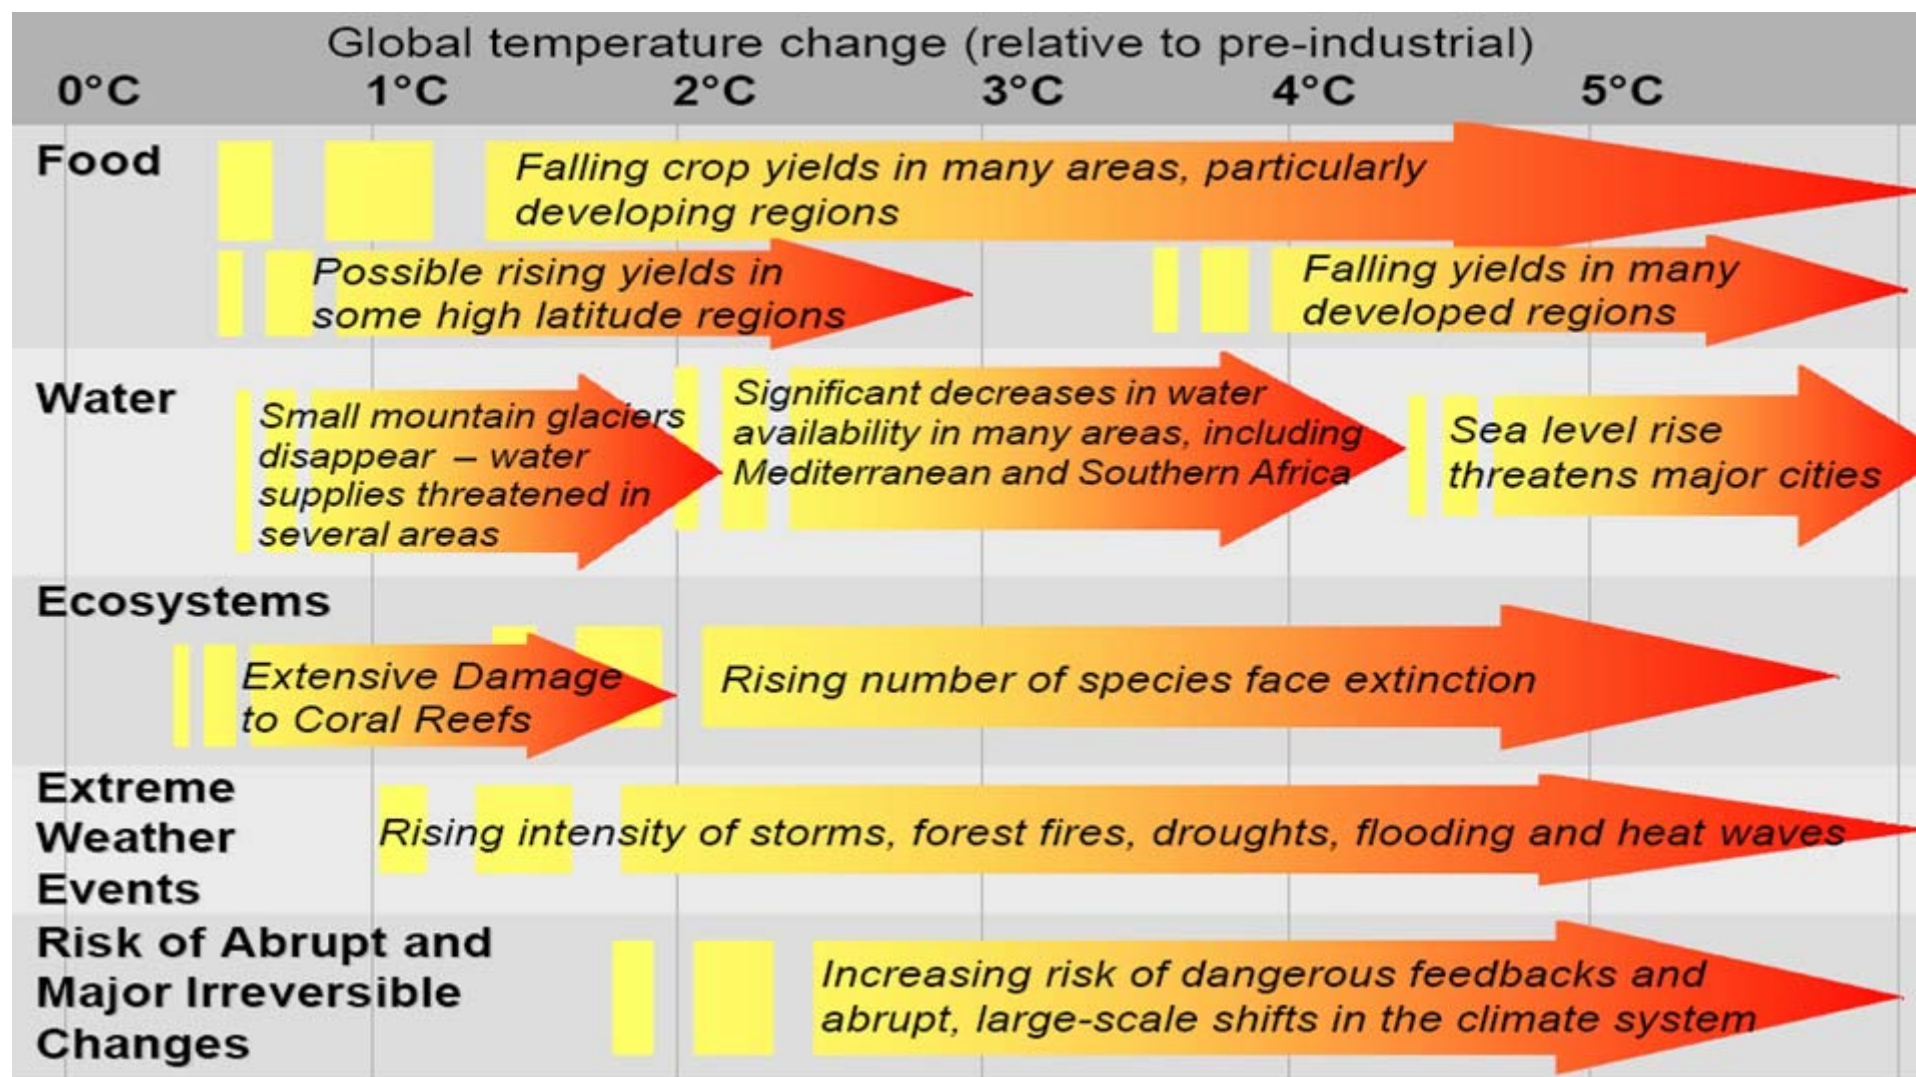 Global temperature change (relative to pre-industrial)
0°C 1°C 2°C 3°C 4°C 5°C
Food
Falling crop yields in many areas, particularly
developing regions
Possible rising yields in
some high latitude regions
Falling yields in many
developed regions
Water
Small mountain glaciers
disappear – water
supplies threatened in
several areas
Significant decreases in water
availability in many areas, including
Mediterranean and Southern Africa
Sea level rise
threatens major cities
Ecosystems
Extensive Damage
to Coral Reefs
Rising number of species face extinction
Extreme
Weather
Events
Rising intensity of storms, forest fires, droughts, flooding and heat waves
Risk of Abrupt and
Major Irreversible
Changes
Increasing risk of dangerous feedbacks and
abrupt, large-scale shifts in the climate system